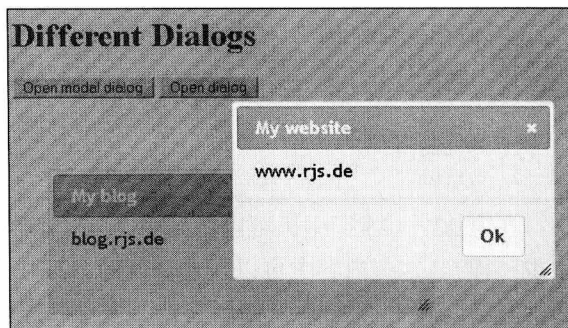 Different Dialogs
Open modal dialog Open dialog
My website ×
www.rjs.de
My blog
blog.rjs.de
Ok